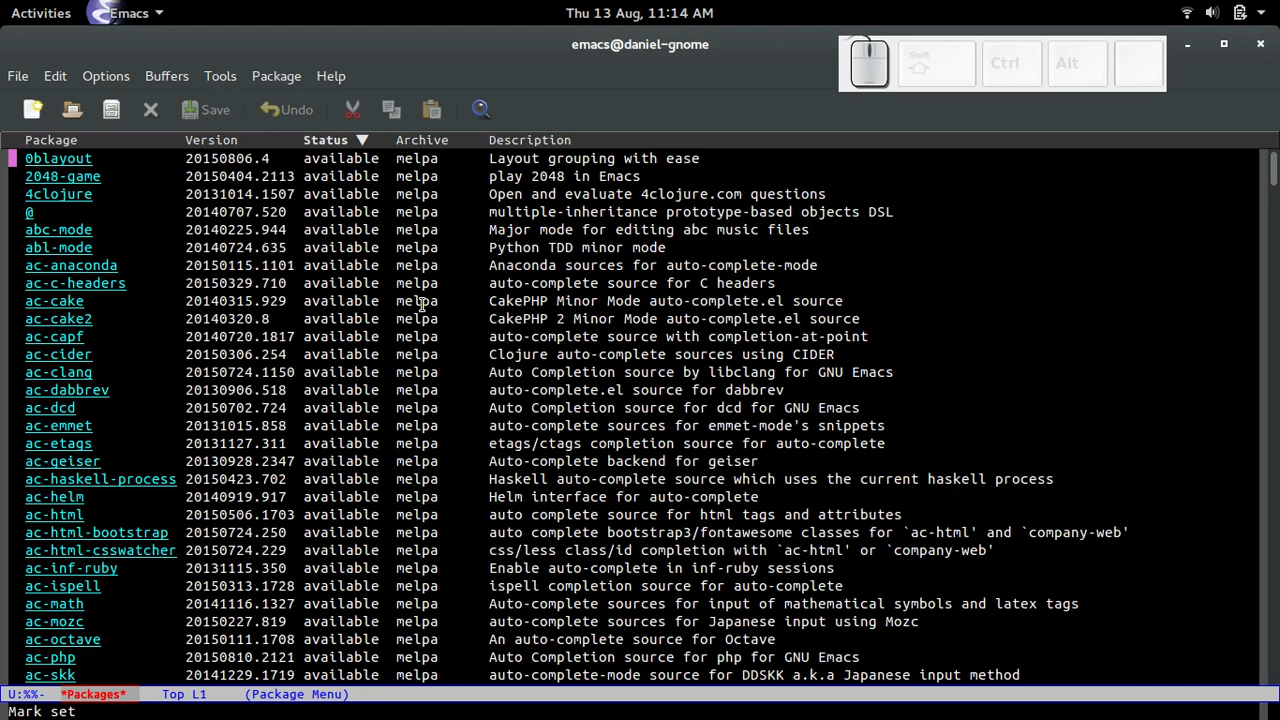 Activities Emacs Thu 13 Aug, 11:14 AM
emacs@daniel-gnome
Shift Ctrl Alt
File Edit Options Buffers Tools Package Help
Save Undo
Package Version Status ▼ Archive Description
0blayout 20150806.4 available melpa Layout grouping with ease
2048-game 20150404.2113 available melpa play 2048 in Emacs
4clojure 20131014.1507 available melpa Open and evaluate 4clojure.com questions
@ 20140707.520 available melpa multiple-inheritance prototype-based objects DSL
abc-mode 20140225.944 available melpa Major mode for editing abc music files
abl-mode 20140724.635 available melpa Python TDD minor mode
ac-anaconda 20150115.1101 available melpa Anaconda sources for auto-complete-mode
ac-c-headers 20150329.710 available melpa auto-complete source for C headers
ac-cake 20140315.929 available melpa CakePHP Minor Mode auto-complete.el source
ac-cake2 20140320.8 available melpa CakePHP 2 Minor Mode auto-complete.el source
ac-capf 20140720.1817 available melpa auto-complete source with completion-at-point
ac-cider 20150306.254 available melpa Clojure auto-complete sources using CIDER
ac-clang 20150724.1150 available melpa Auto Completion source by libclang for GNU Emacs
ac-dabbrev 20130906.518 available melpa auto-complete.el source for dabbrev
ac-dcd 20150702.724 available melpa Auto Completion source for dcd for GNU Emacs
ac-emmet 20131015.858 available melpa auto-complete sources for emmet-mode's snippets
ac-etags 20131127.311 available melpa etags/ctags completion source for auto-complete
ac-geiser 20130928.2347 available melpa Auto-complete backend for geiser
ac-haskell-process 20150423.702 available melpa Haskell auto-complete source which uses the current haskell process
ac-helm 20140919.917 available melpa Helm interface for auto-complete
ac-html 20150506.1703 available melpa auto complete source for html tags and attributes
ac-html-bootstrap 20150724.250 available melpa auto complete bootstrap3/fontawesome classes for `ac-html' and `company-web'
ac-html-csswatcher 20150724.229 available melpa css/less class/id completion with `ac-html' or `company-web'
ac-inf-ruby 20131115.350 available melpa Enable auto-complete in inf-ruby sessions
ac-ispell 20150313.1728 available melpa ispell completion source for auto-complete
ac-math 20141116.1327 available melpa Auto-complete sources for input of mathematical symbols and latex tags
ac-mozc 20150227.819 available melpa Auto-complete sources for Japanese input using Mozc
ac-octave 20150111.1708 available melpa An auto-complete source for Octave
ac-php 20150810.2121 available melpa Auto Completion source for php for GNU Emacs
ac-skk 20141229.1719 available melpa auto-complete-mode source for DDSKK a.k.a Japanese input method
U:%%- *Packages* Top L1 (Package Menu)
Mark set